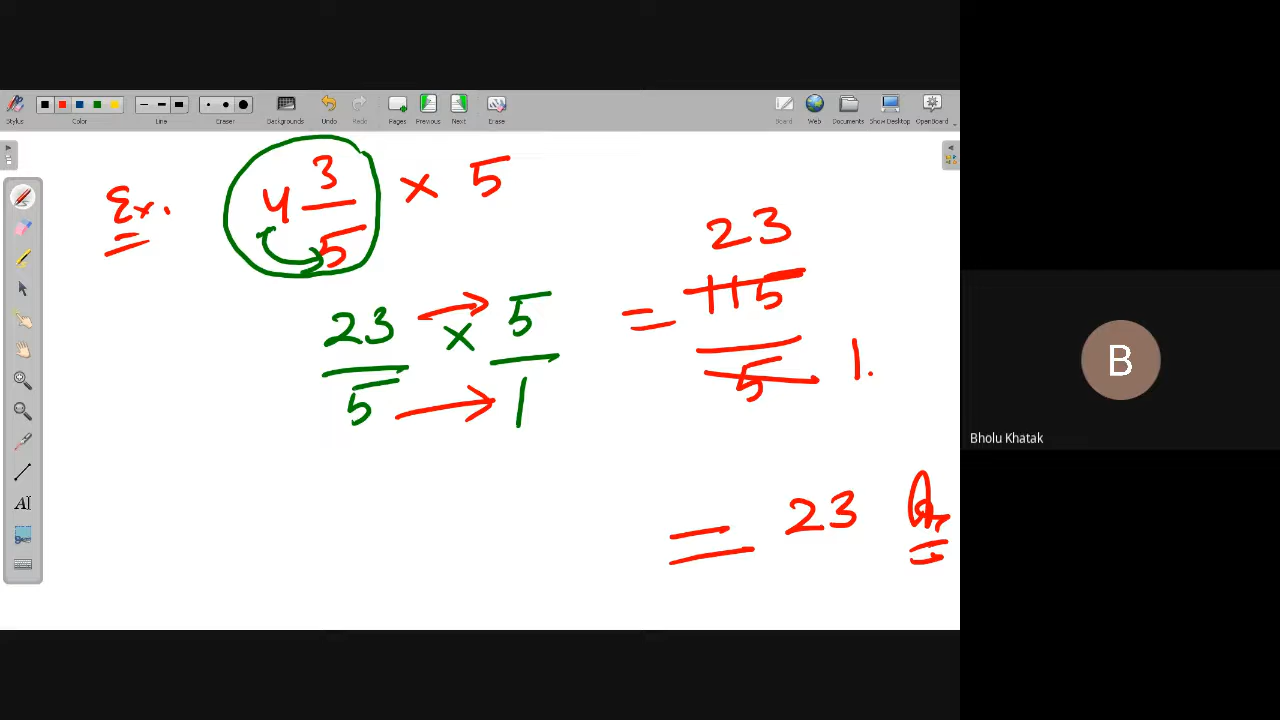 Stylus Color Line Eraser Backgrounds Undo Redo Pages Previous Next Erase Board Web Documents Show Desktop OpenBoard
Ex. 4 3/5 × 5
23/5 × 5/1 = 115/5
23
1.
= 23 Ans
B
Bholu Khatak